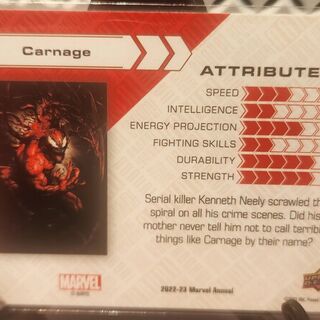 Carnage
ATTRIBUTE
SPEED
INTELLIGENCE
ENERGY PROJECTION
FIGHTING SKILLS
DURABILITY
STRENGTH
Serial killer Kenneth Neely scrawled th
spiral on all his crime scenes. Did his
mother never tell him not to call terrib
things like Carnage by their name?
MARVEL
2022-23 Marvel Annual